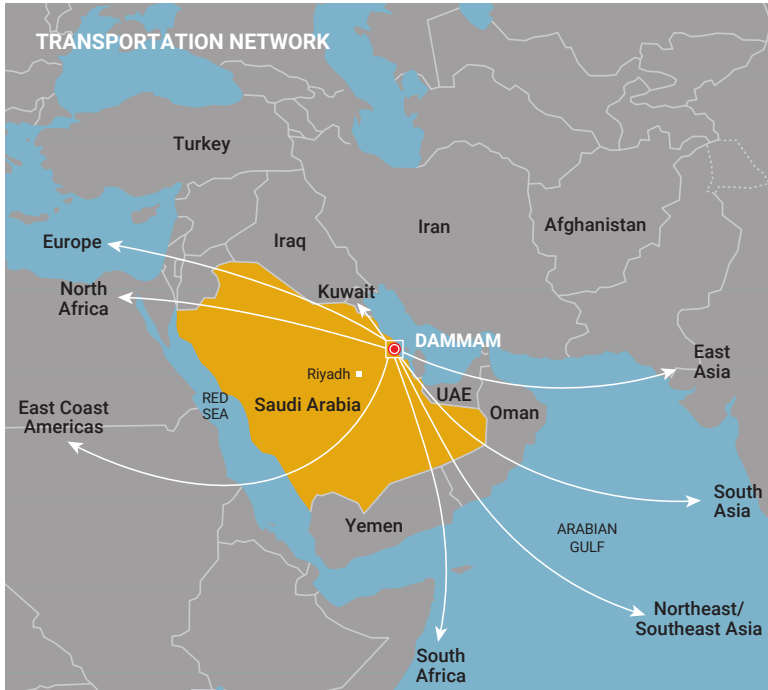 TRANSPORTATION NETWORK
Turkey
Europe
Iraq
Iran
Afghanistan
North
Africa
Kuwait
DAMMAM
East
Asia
Riyadh
RED
SEA
Saudi Arabia
UAE
Oman
East Coast
Americas
South
Asia
Yemen
ARABIAN
GULF
Northeast/
Southeast Asia
South
Africa